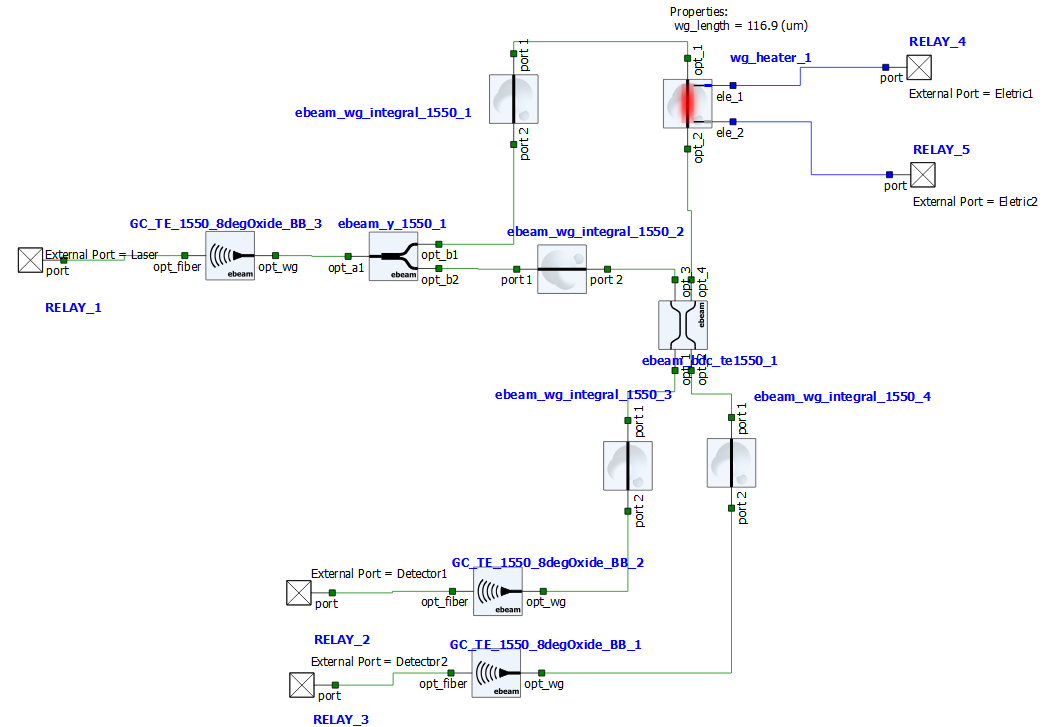 Properties:
wg_length = 116.9 (um)
port 1
opt_1
wg_heater_1
RELAY_4
port
ele_1
External Port = Eletric1
ebeam_wg_integral_1550_1
port 2
ele_2
opt_2
RELAY_5
port
External Port = Eletric2
GC_TE_1550_8degOxide_BB_3
ebeam_y_1550_1
ebeam_wg_integral_1550_2
External Port = Laser
port
opt_fiber
opt_wg
ebeam
opt_a1
opt_b1
opt_b2
ebeam
port 1
port 2
opt_3
opt_4
RELAY_1
ebeam
ebeam_bdc_te1550_1
opt_1
opt_2
ebeam_wg_integral_1550_3
ebeam_wg_integral_1550_4
port 1
port 1
port 2
port 2
GC_TE_1550_8degOxide_BB_2
External Port = Detector1
port
opt_fiber
opt_wg
ebeam
RELAY_2
GC_TE_1550_8degOxide_BB_1
External Port = Detector2
port
opt_fiber
opt_wg
ebeam
RELAY_3